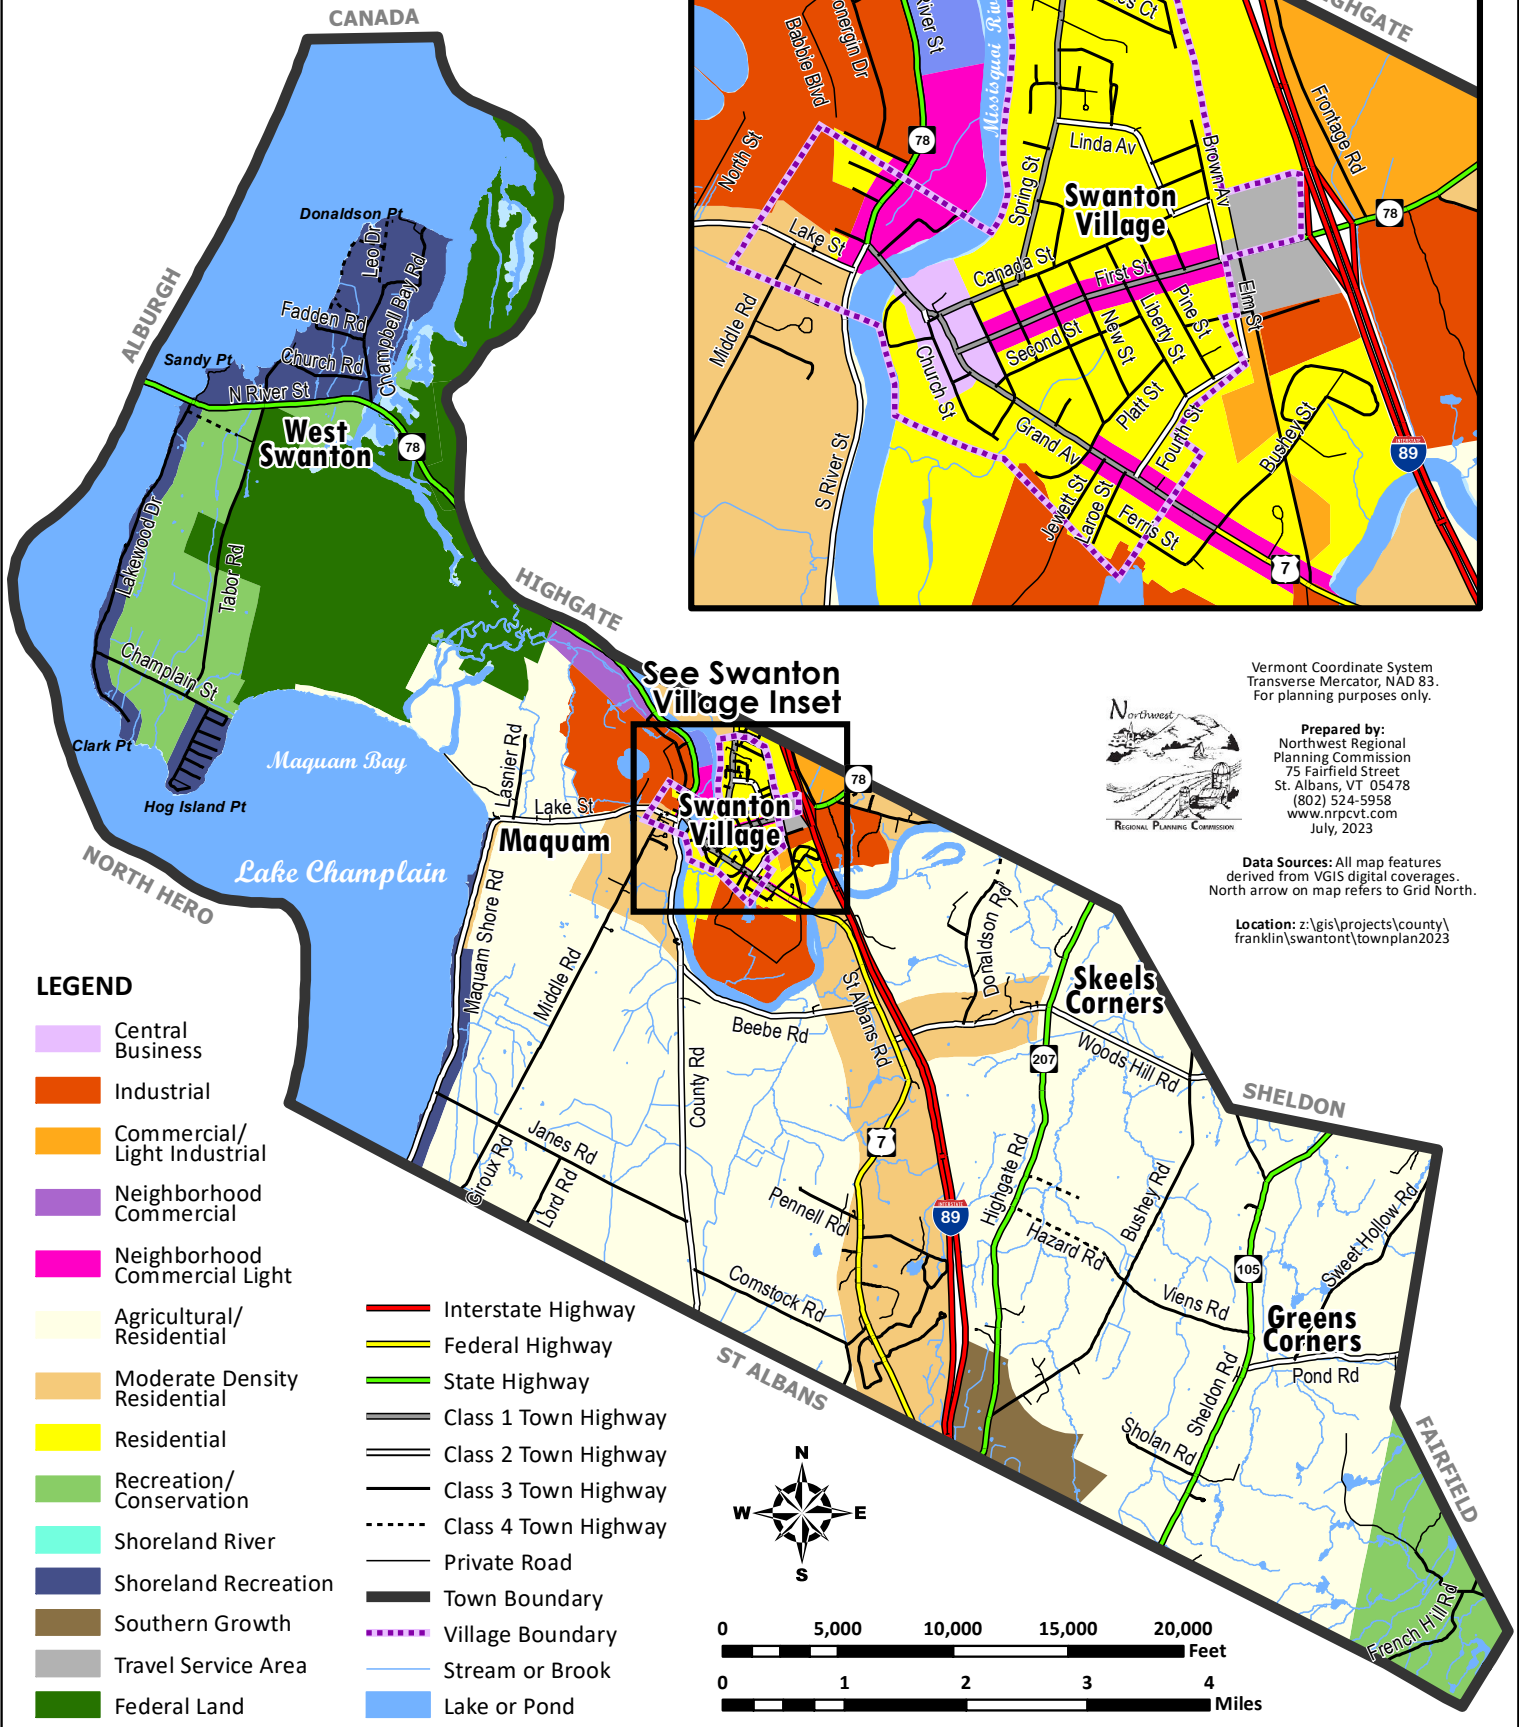 CANADA
HIGHGATE
ALBURGH
Donaldson Pt
Leo Dr
Fadden Rd
Champbell Bay Rd
Sandy Pt
Church Rd
N River St
West
Swanton
78
Lakewood Dr
Tabor Rd
Champlain St
Clark Pt
Hog Island Pt
HIGHGATE
Maquam Bay
Lake Champlain
NORTH HERO
See Swanton
Village Inset
Lasnier Rd
Lake St
Maquam
Swanton
Village
78
Maquam Shore Rd
Middle Rd
Beebe Rd
County Rd
St Albans Rd
Donaldson Rd
Skeels
Corners
207
Woods Hill Rd
SHELDON
Janes Rd
Giroux Rd
Lord Rd
7
89
Pennell Rd
Comstock Rd
Highgate Rd
Hazard Rd
Bushey Rd
Viens Rd
105
Sweet Hollow Rd
Greens
Corners
Pond Rd
Sheldon Rd
Sholan Rd
ST ALBANS
FAIRFIELD
French Hill Rd
River St
Babbie Blvd
North St
78
Missisquoi Riv
Linda Av
Spring St
Brown Av
Frontage Rd
78
Swanton
Village
Lake St
Canada St
First St
Middle Rd
Second St
New St
Liberty St
Pine St
Elm St
Church St
Platt St
Grand Av
Fourth St
Bushey St
S River St
Jewett St
Laroe St
Ferris St
INTERSTATE
89
7
Northwest
REGIONAL PLANNING COMMISSION
Vermont Coordinate System
Transverse Mercator, NAD 83.
For planning purposes only.
Prepared by:
Northwest Regional
Planning Commission
75 Fairfield Street
St. Albans, VT 05478
(802) 524-5958
www.nrpcvt.com
July, 2023
Data Sources: All map features
derived from VGIS digital coverages.
North arrow on map refers to Grid North.
Location: z:\gis\projects\county\
franklin\swantont\townplan2023
LEGEND
Central
Business
Industrial
Commercial/
Light Industrial
Neighborhood
Commercial
Neighborhood
Commercial Light
Agricultural/
Residential
Moderate Density
Residential
Residential
Recreation/
Conservation
Shoreland River
Shoreland Recreation
Southern Growth
Travel Service Area
Federal Land
Interstate Highway
Federal Highway
State Highway
Class 1 Town Highway
Class 2 Town Highway
Class 3 Town Highway
Class 4 Town Highway
Private Road
Town Boundary
Village Boundary
Stream or Brook
Lake or Pond
N
W E
S
0 5,000 10,000 15,000 20,000
Feet
0 1 2 3 4
Miles